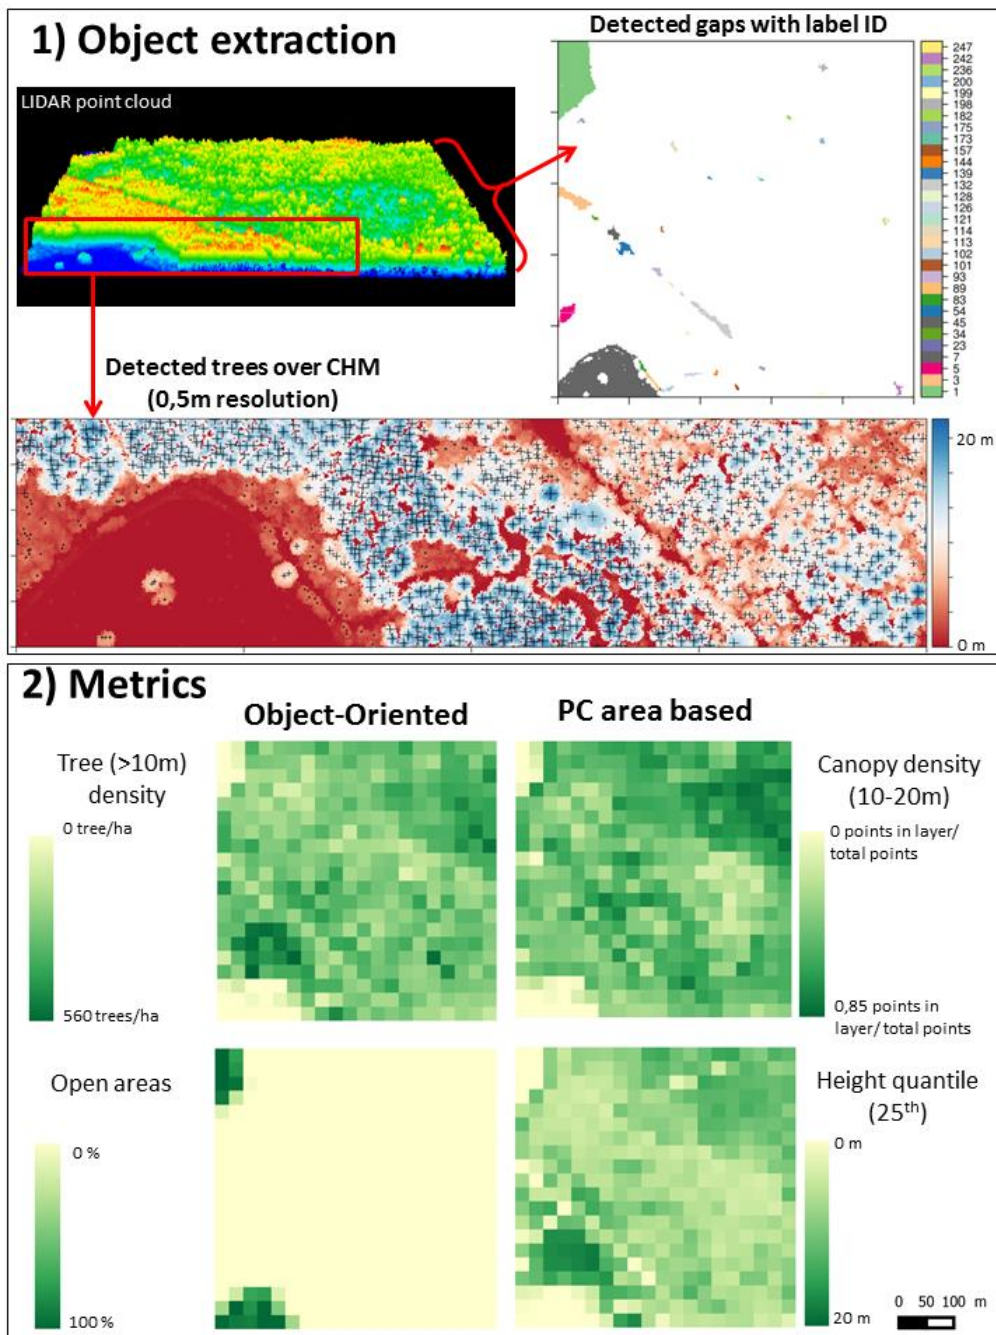 1) Object extraction
Detected gaps with label ID
LIDAR point cloud
247
242
236
200
199
198
182
175
173
157
144
139
132
128
126
121
114
113
102
101
93
89
83
54
45
34
23
7
5
3
1
Detected trees over CHM
(0,5m resolution)
20 m
0 m
2) Metrics
Object-Oriented
PC area based
Tree (>10m)
density
0 tree/ha
560 trees/ha
Canopy density
(10-20m)
0 points in layer/
total points
0,85 points in
layer/ total points
Open areas
0 %
100 %
Height quantile
(25th)
0 m
20 m
0 50 100 m